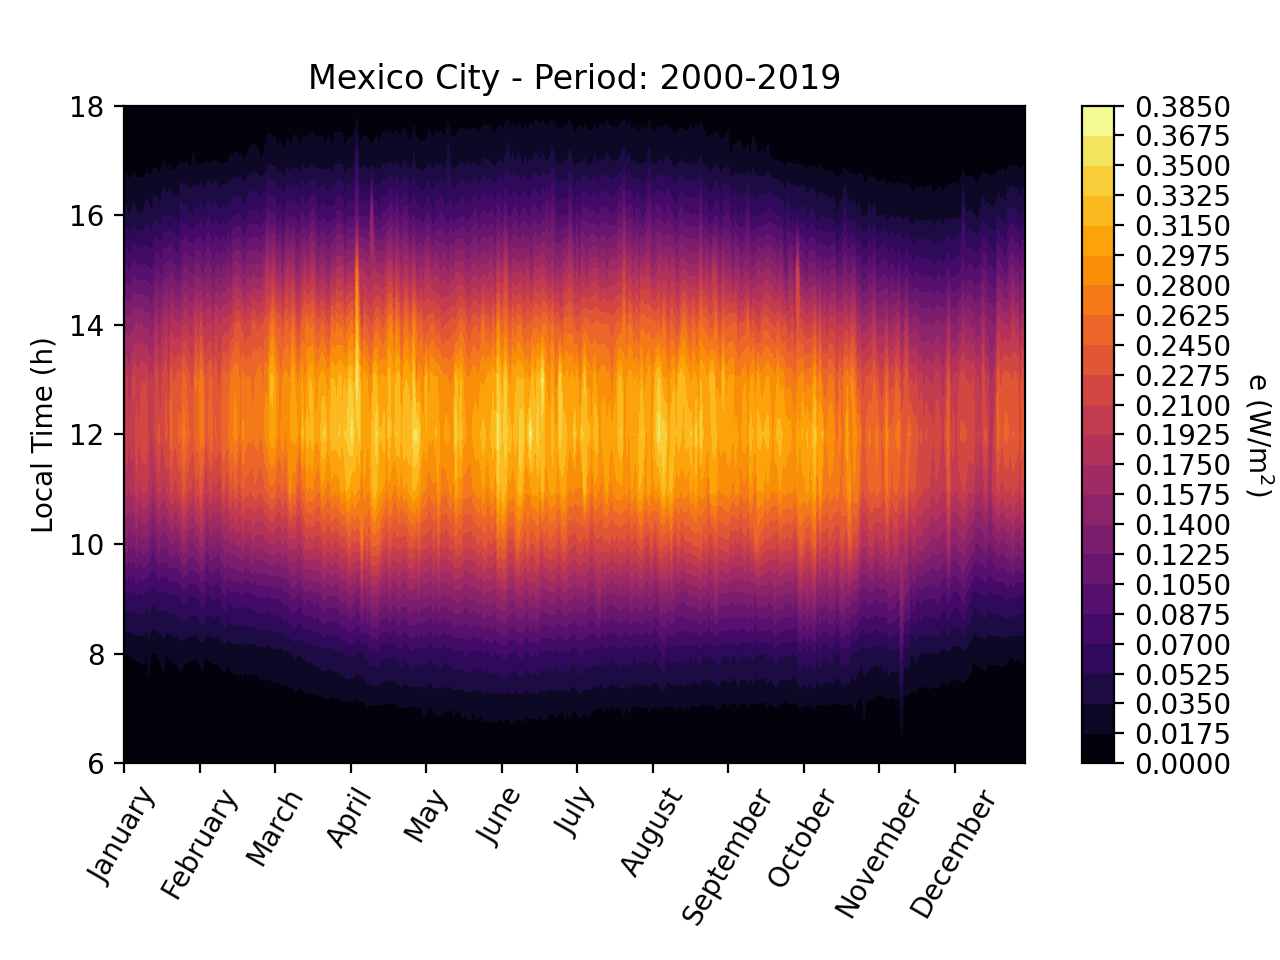 Mexico City - Period: 2000-2019
18
16
14
12
10
8
6
Local Time (h)
January
February
March
April
May
June
July
August
September
October
November
December
0.3850
0.3675
0.3500
0.3325
0.3150
0.2975
0.2800
0.2625
0.2450
0.2275
0.2100
0.1925
0.1750
0.1575
0.1400
0.1225
0.1050
0.0875
0.0700
0.0525
0.0350
0.0175
0.0000
e (W/m²)